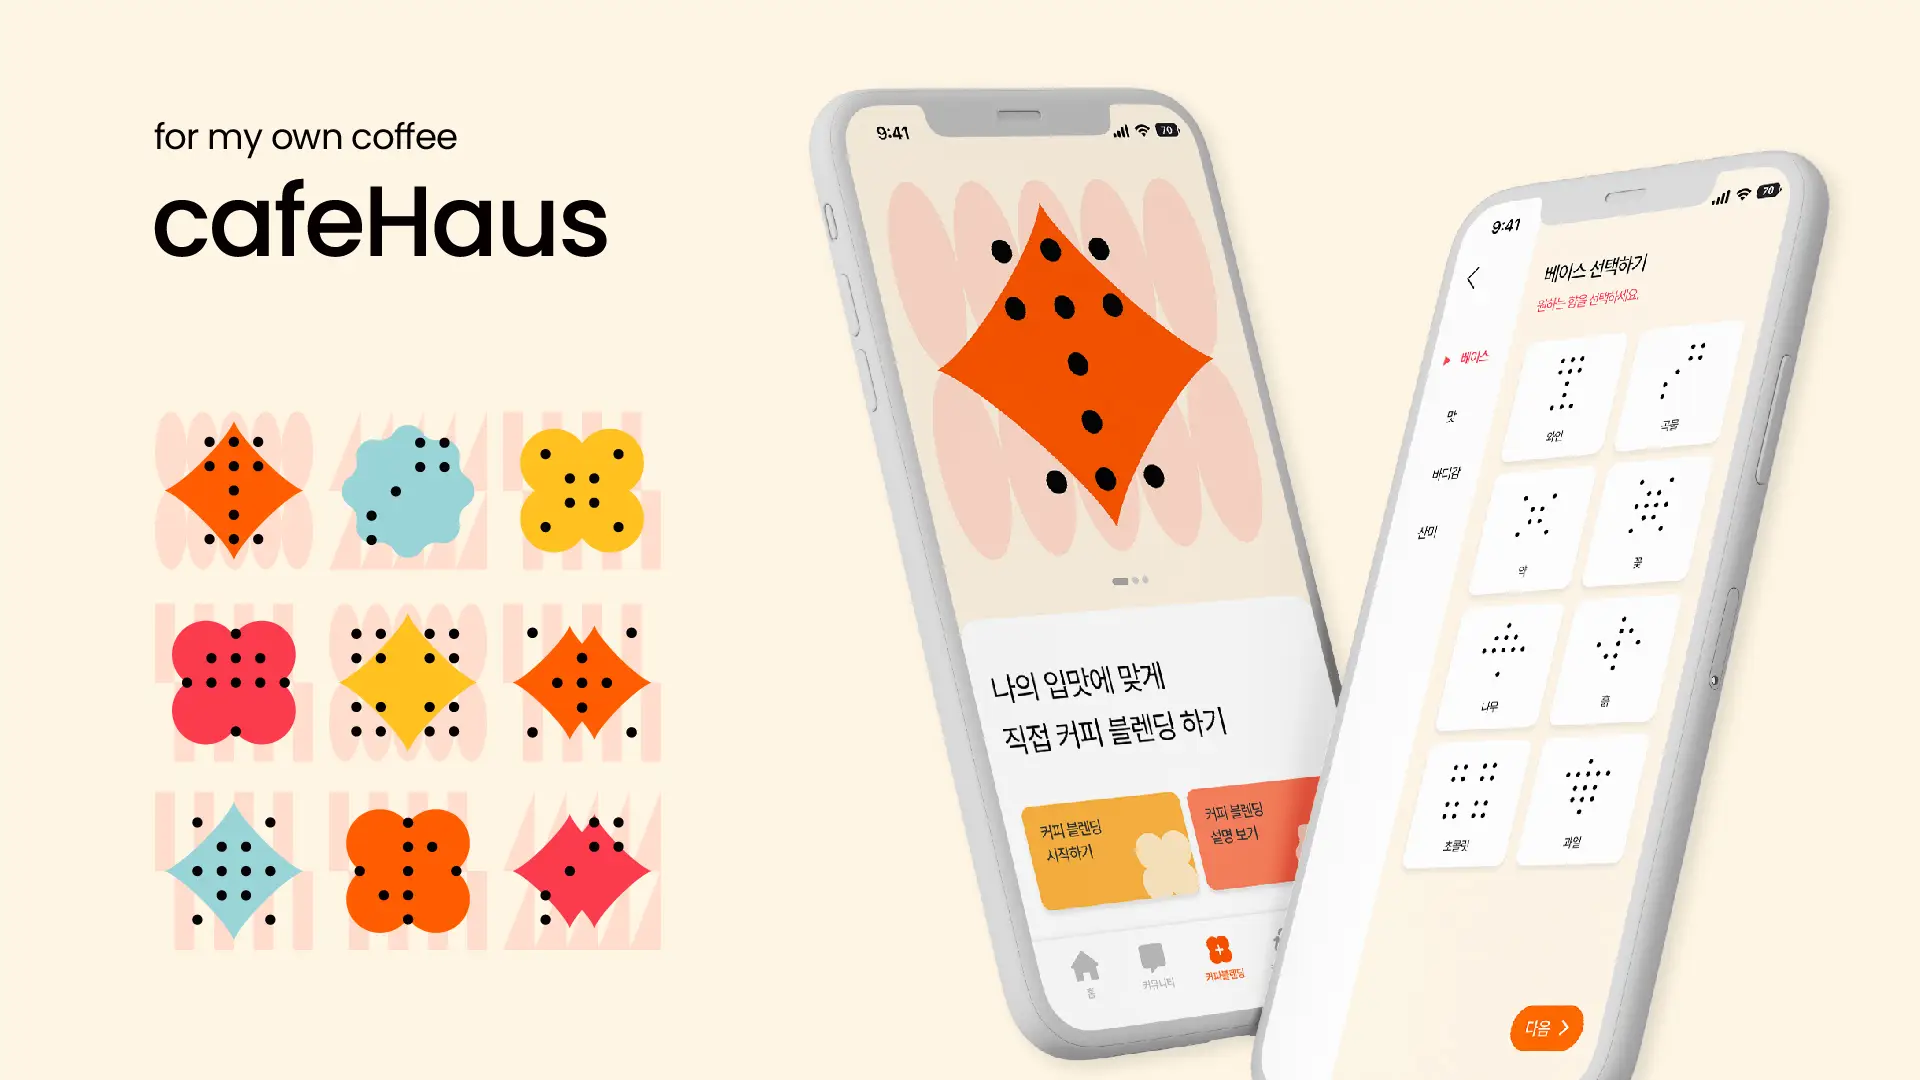 for my own coffee
cafeHaus
9:41
70
나의 입맛에 맞게
직접 커피 블렌딩 하기
커피 블렌딩
시작하기
커피 블렌딩
설명 보기
홈
커뮤니티
커피블렌딩
9:41
70
베이스 선택하기
원하는 향을 선택하세요.
베이스
맛
바디감
산미
와인
곡물
약
꽃
나무
흙
초콜릿
과일
다음